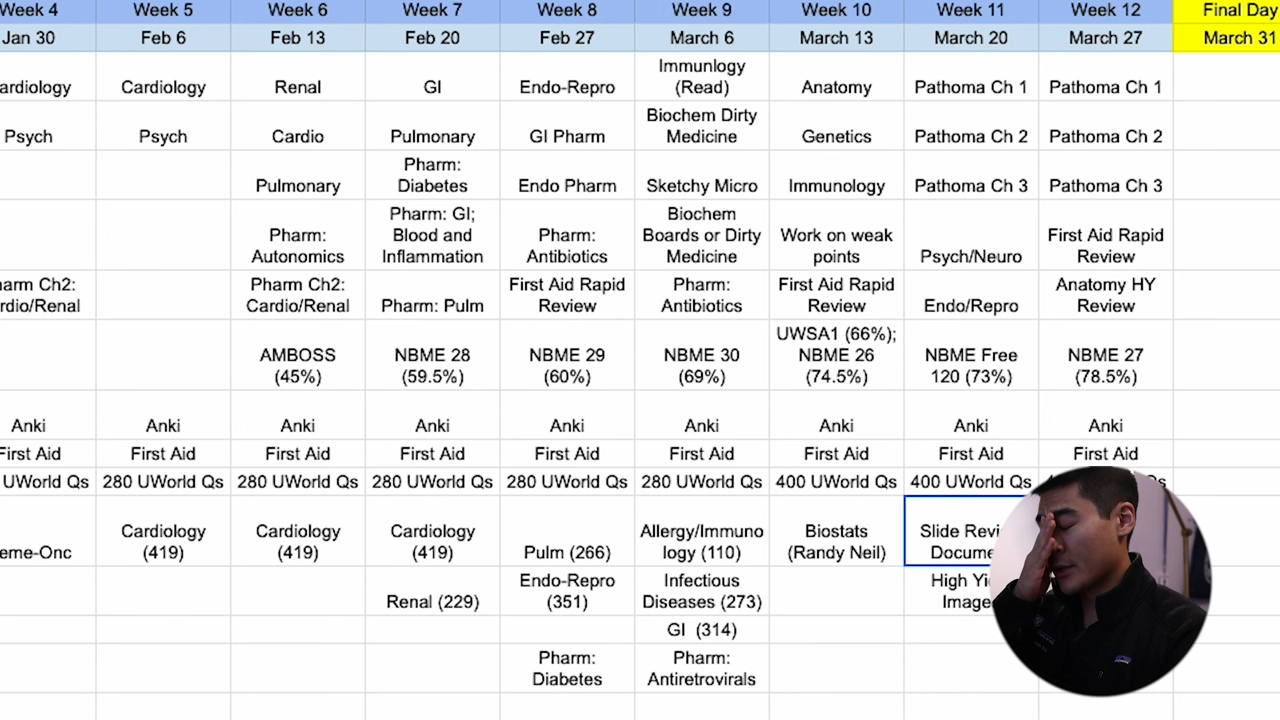 Week 4 Week 5 Week 6 Week 7 Week 8 Week 9 Week 10 Week 11 Week 12 Final Day
Jan 30 Feb 6 Feb 13 Feb 20 Feb 27 March 6 March 13 March 20 March 27 March 31
ardiology Cardiology Renal GI Endo-Repro Immunlogy (Read) Anatomy Pathoma Ch 1 Pathoma Ch 1
Psych Psych Cardio Pulmonary GI Pharm Biochem Dirty Medicine Genetics Pathoma Ch 2 Pathoma Ch 2
Pulmonary Pharm: Diabetes Endo Pharm Sketchy Micro Immunology Pathoma Ch 3 Pathoma Ch 3
Pharm: Autonomics Pharm: GI; Blood and Inflammation Pharm: Antibiotics Biochem Boards or Dirty Medicine Work on weak points Psych/Neuro First Aid Rapid Review
arm Ch2: rdio/Renal Pharm Ch2: Cardio/Renal Pharm: Pulm First Aid Rapid Review Pharm: Antibiotics First Aid Rapid Review Endo/Repro Anatomy HY Review
AMBOSS (45%) NBME 28 (59.5%) NBME 29 (60%) NBME 30 (69%) UWSA1 (66%); NBME 26 (74.5%) NBME Free 120 (73%) NBME 27 (78.5%)
Anki Anki Anki Anki Anki Anki Anki Anki Anki
First Aid First Aid First Aid First Aid First Aid First Aid First Aid First Aid First Aid
UWorld Qs 280 UWorld Qs 280 UWorld Qs 280 UWorld Qs 280 UWorld Qs 280 UWorld Qs 400 UWorld Qs 400 UWorld Qs
eme-Onc Cardiology (419) Cardiology (419) Cardiology (419) Pulm (266) Allergy/Immunology (110) Biostats (Randy Neil) Slide Revi Docume
Renal (229) Endo-Repro (351) Infectious Diseases (273) High Yi Image
GI (314)
Pharm: Diabetes Pharm: Antiretrovirals